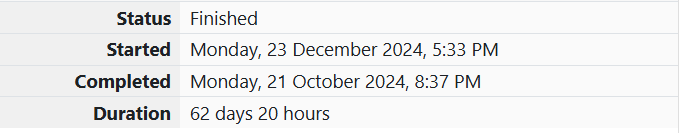 Status Finished
Started Monday, 23 December 2024, 5:33 PM
Completed Monday, 21 October 2024, 8:37 PM
Duration 62 days 20 hours